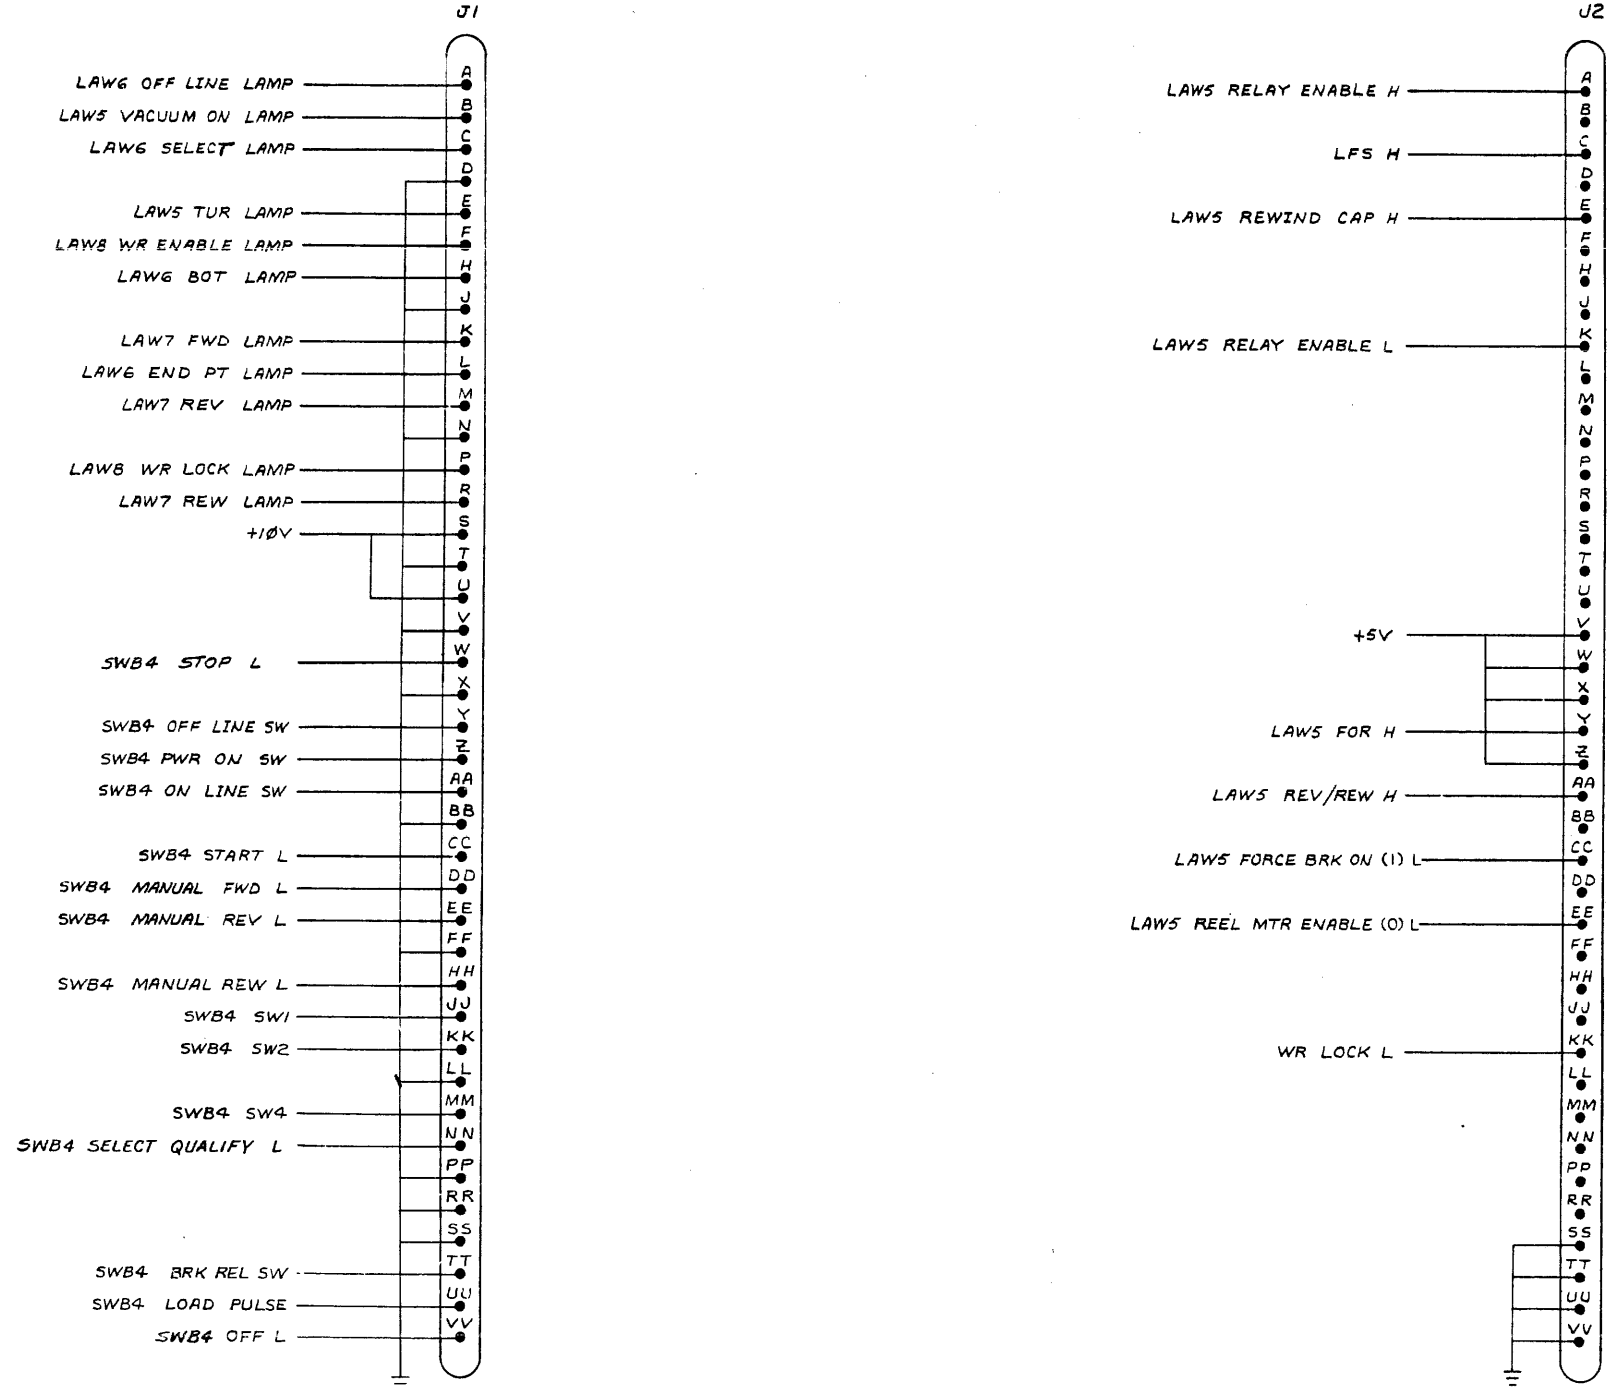 J1
A
LAW6 OFF LINE LAMP
B
LAW5 VACUUM ON LAMP
C
LAW6 SELECT LAMP
D
E
LAW5 TUR LAMP
F
LAW8 WR ENABLE LAMP
H
LAW6 BOT LAMP
J
K
LAW7 FWD LAMP
L
LAW6 END PT LAMP
M
LAW7 REV LAMP
N
P
LAW8 WR LOCK LAMP
R
LAW7 REW LAMP
S
+1ØV
T
U
V
W
SWB4 STOP L
X
Y
SWB4 OFF LINE SW
Z
SWB4 PWR ON SW
AA
SWB4 ON LINE SW
BB
CC
SWB4 START L
DD
SWB4 MANUAL FWD L
EE
SWB4 MANUAL REV L
FF
HH
SWB4 MANUAL REW L
JJ
SWB4 SW1
KK
SWB4 SW2
LL
MM
SWB4 SW4
NN
SWB4 SELECT QUALIFY L
PP
RR
SS
TT
SWB4 BRK REL SW
UU
SWB4 LOAD PULSE
VV
SWB4 OFF L
J2
A
LAW5 RELAY ENABLE H
B
C
LFS H
D
E
LAW5 REWIND CAP H
F
H
J
K
LAW5 RELAY ENABLE L
L
M
N
P
R
S
T
U
V
+5V
W
X
Y
LAW5 FOR H
Z
AA
LAW5 REV/REW H
BB
CC
LAW5 FORCE BRK ON (1) L
DD
EE
LAW5 REEL MTR ENABLE (0) L
FF
HH
JJ
KK
WR LOCK L
LL
MM
NN
PP
RR
SS
TT
UU
VV